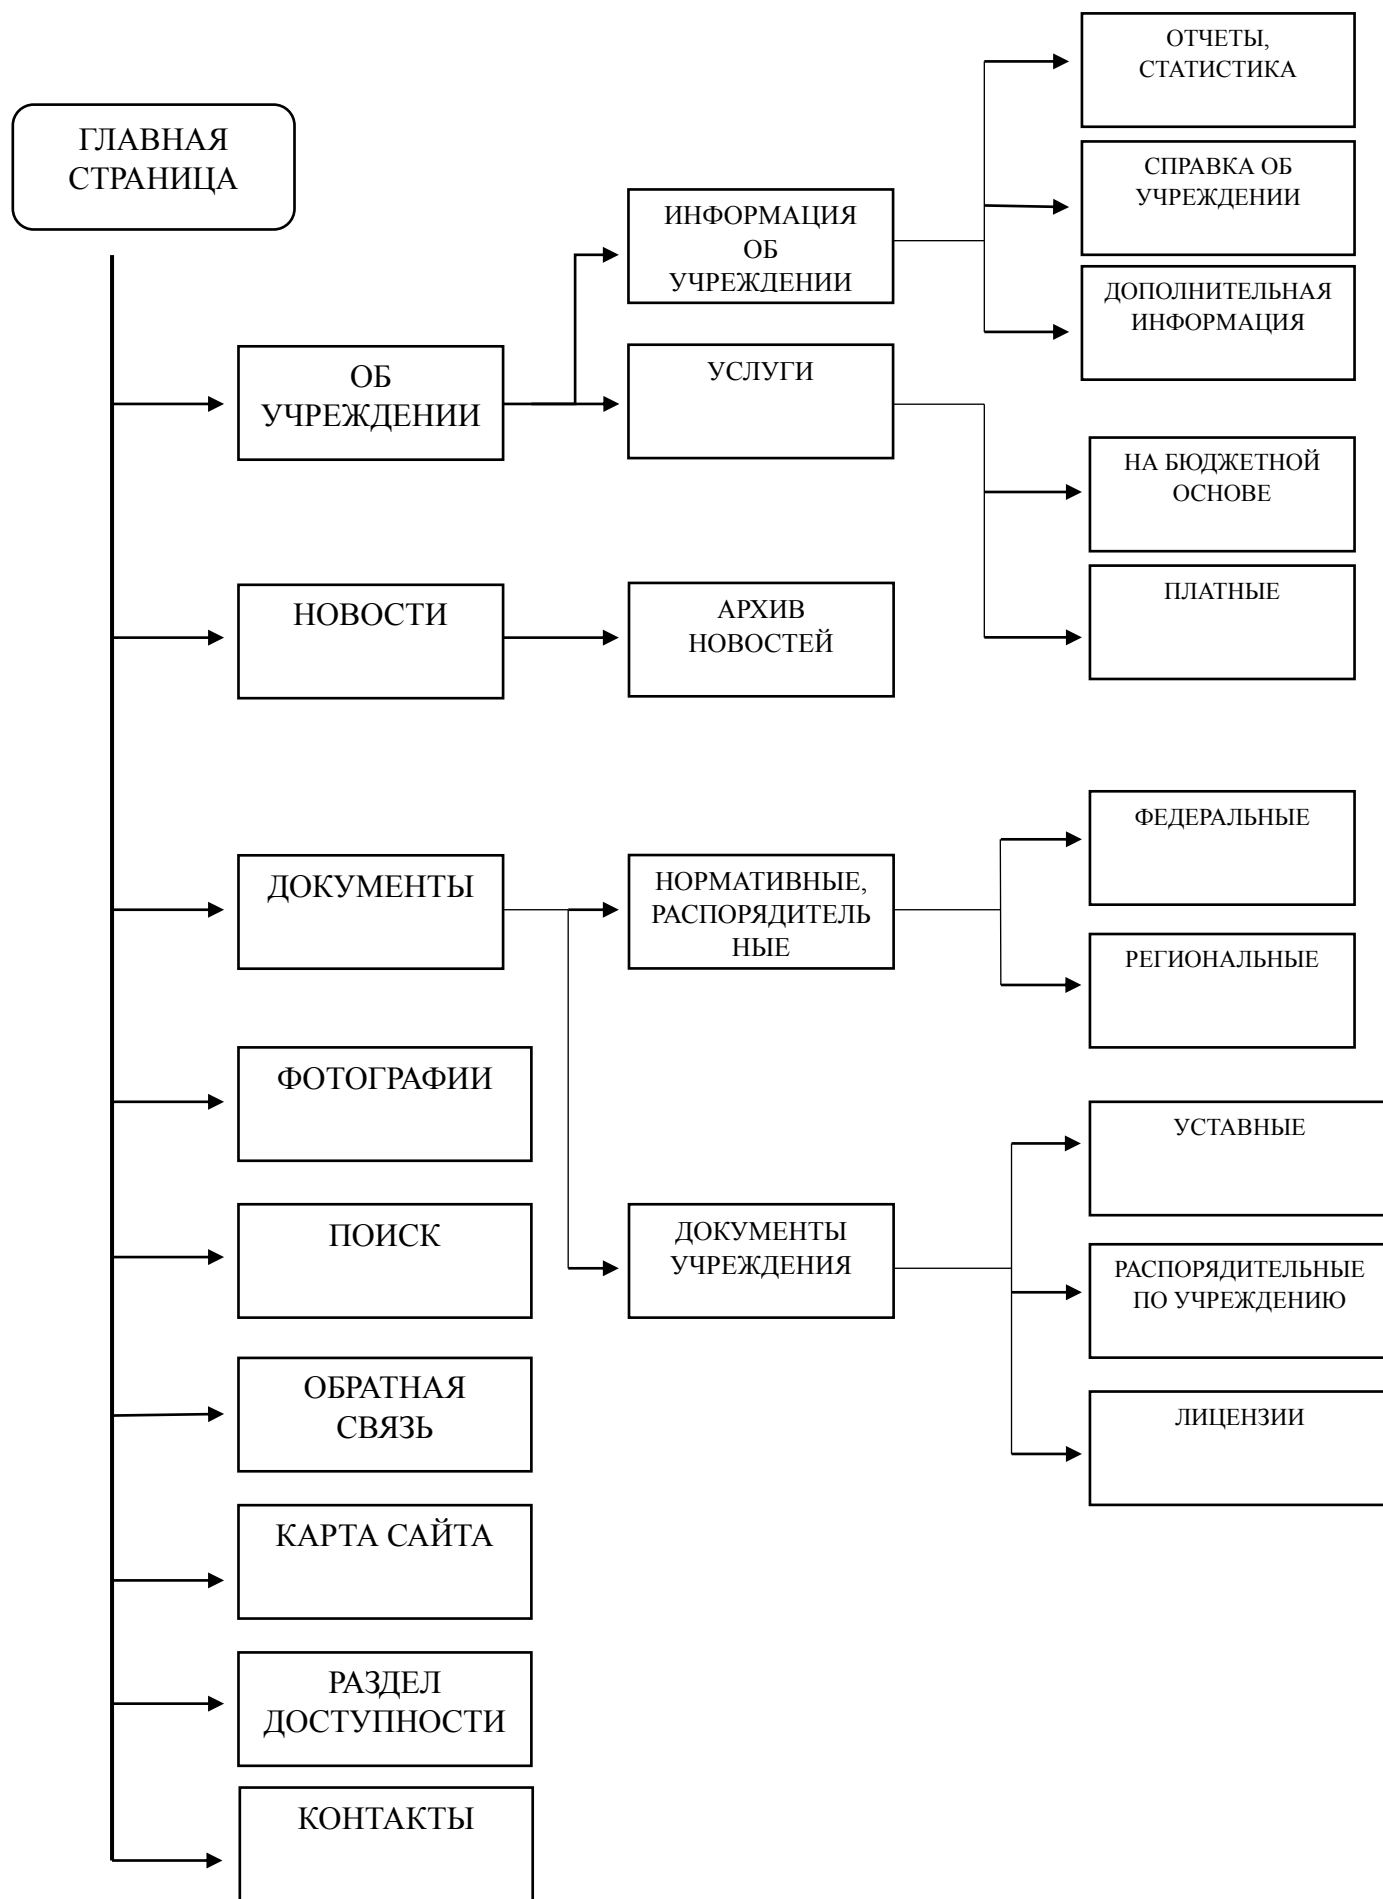 ГЛАВНАЯ
СТРАНИЦА
ОБ
УЧРЕЖДЕНИИ
ИНФОРМАЦИЯ
ОБ
УЧРЕЖДЕНИИ
ОТЧЕТЫ,
СТАТИСТИКА
СПРАВКА ОБ
УЧРЕЖДЕНИИ
ДОПОЛНИТЕЛЬНАЯ
ИНФОРМАЦИЯ
УСЛУГИ
НА БЮДЖЕТНОЙ
ОСНОВЕ
ПЛАТНЫЕ
НОВОСТИ
АРХИВ
НОВОСТЕЙ
ДОКУМЕНТЫ
НОРМАТИВНЫЕ,
РАСПОРЯДИТЕЛЬ
НЫЕ
ФЕДЕРАЛЬНЫЕ
РЕГИОНАЛЬНЫЕ
ДОКУМЕНТЫ
УЧРЕЖДЕНИЯ
УСТАВНЫЕ
РАСПОРЯДИТЕЛЬНЫЕ
ПО УЧРЕЖДЕНИЮ
ЛИЦЕНЗИИ
ФОТОГРАФИИ
ПОИСК
ОБРАТНАЯ
СВЯЗЬ
КАРТА САЙТА
РАЗДЕЛ
ДОСТУПНОСТИ
КОНТАКТЫ